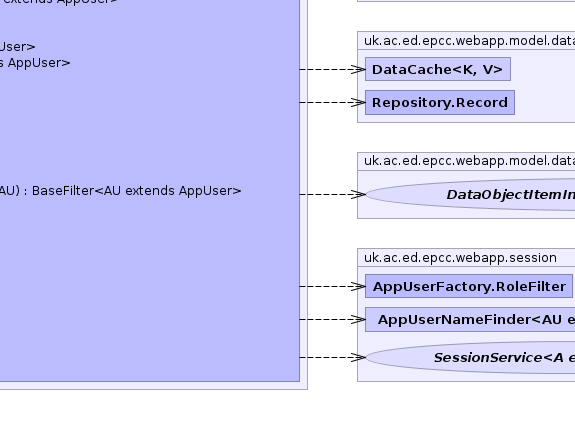 extends AppUser>
User>
s AppUser>
AU) : BaseFilter<AU extends AppUser>
uk.ac.ed.epcc.webapp.model.data
DataCache<K, V>
Repository.Record
uk.ac.ed.epcc.webapp.model.data
DataObjectItemIn
uk.ac.ed.epcc.webapp.session
AppUserFactory.RoleFilter
AppUserNameFinder<AU e
SessionService<A e